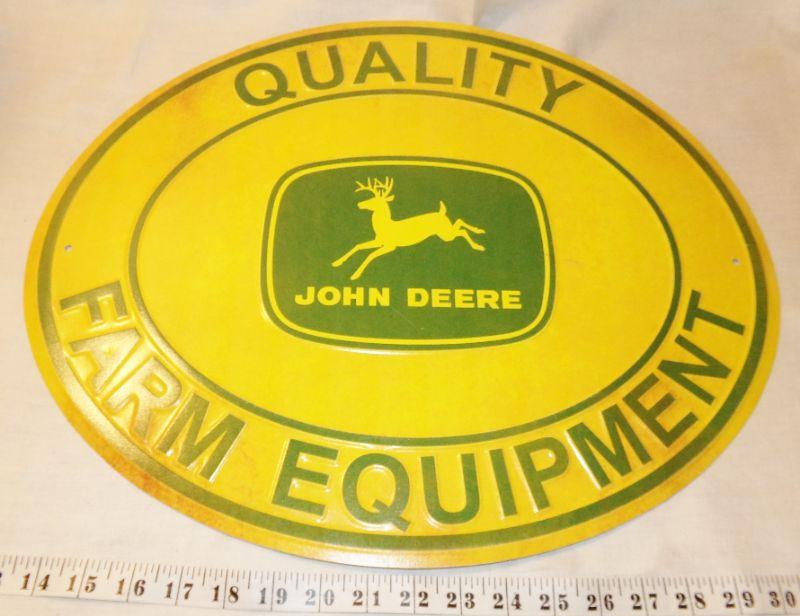 QUALITY
JOHN DEERE
FARM EQUIPMENT
14 15 16 17 18 19 20 21 22 23 24 25 26 27 28 29 30